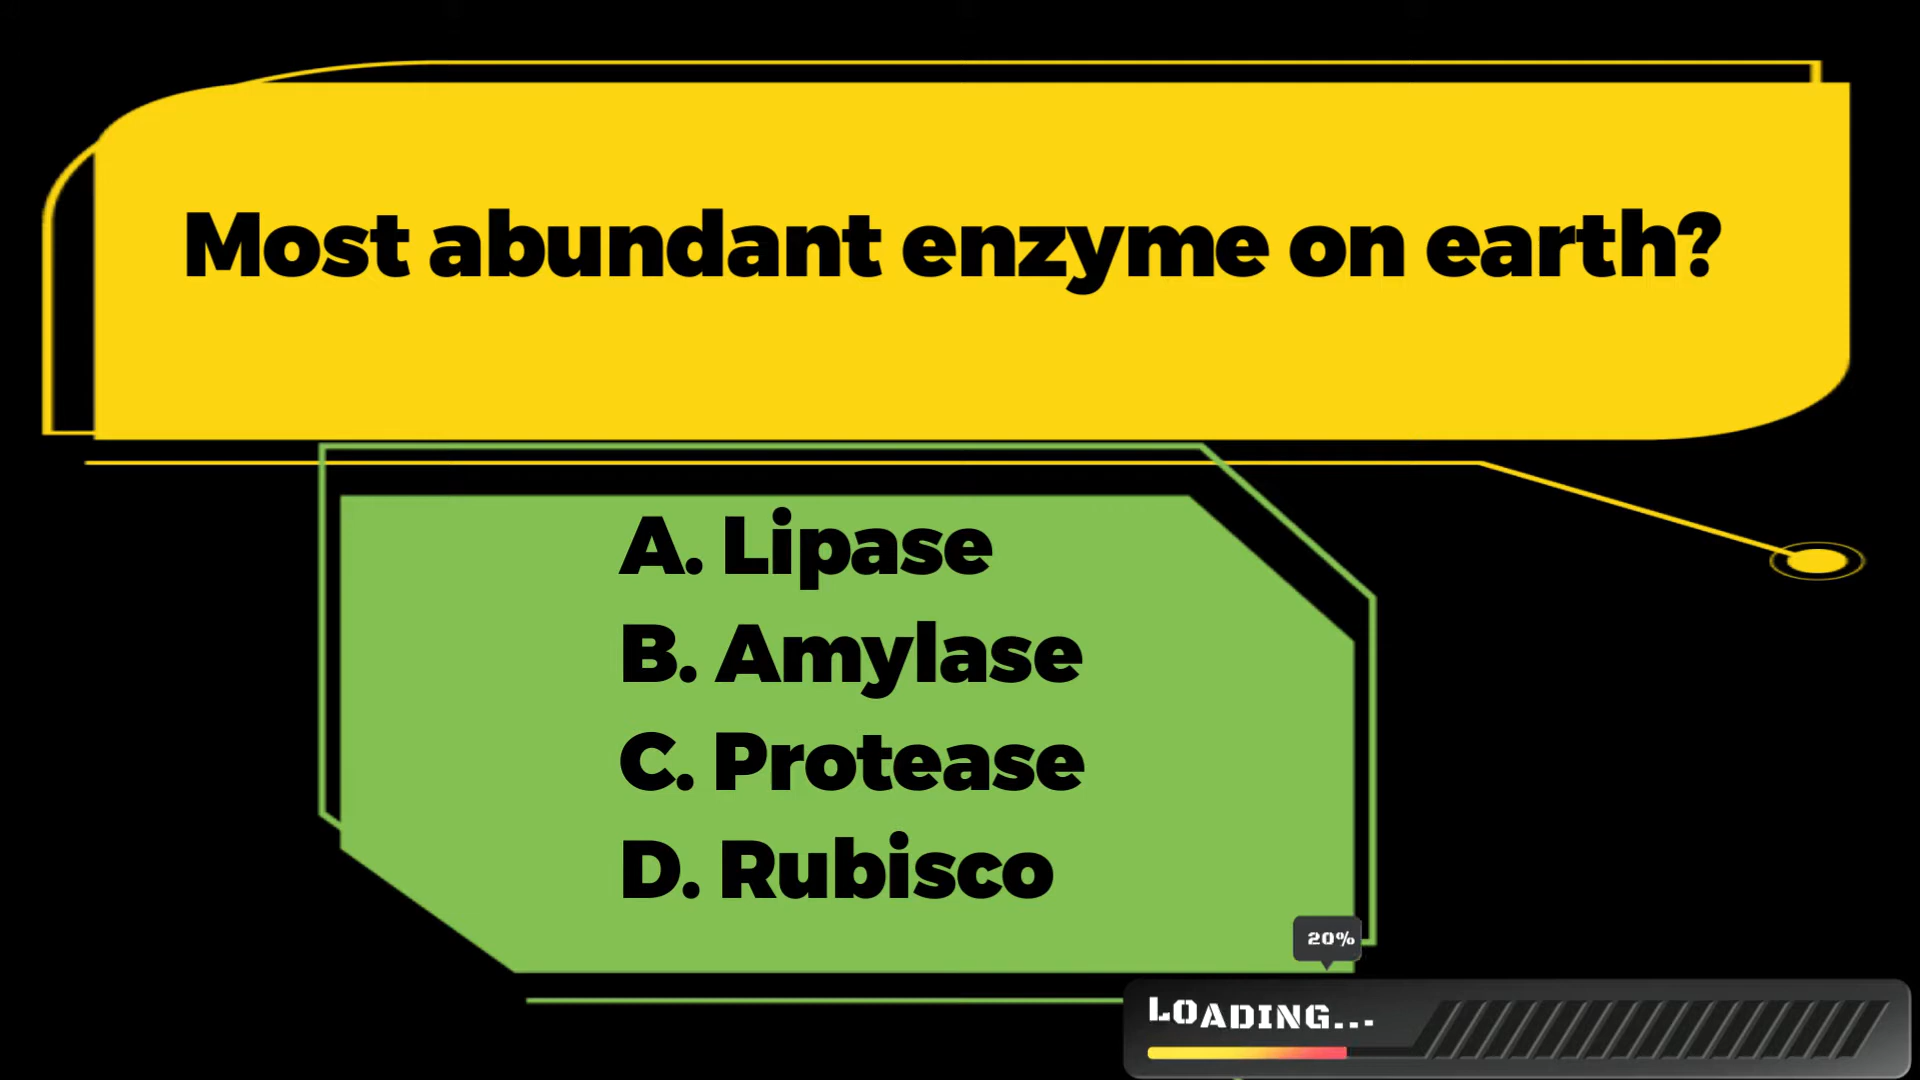 Most abundant enzyme on earth?
A. Lipase
B. Amylase
C. Protease
D. Rubisco
20%
LOADING...